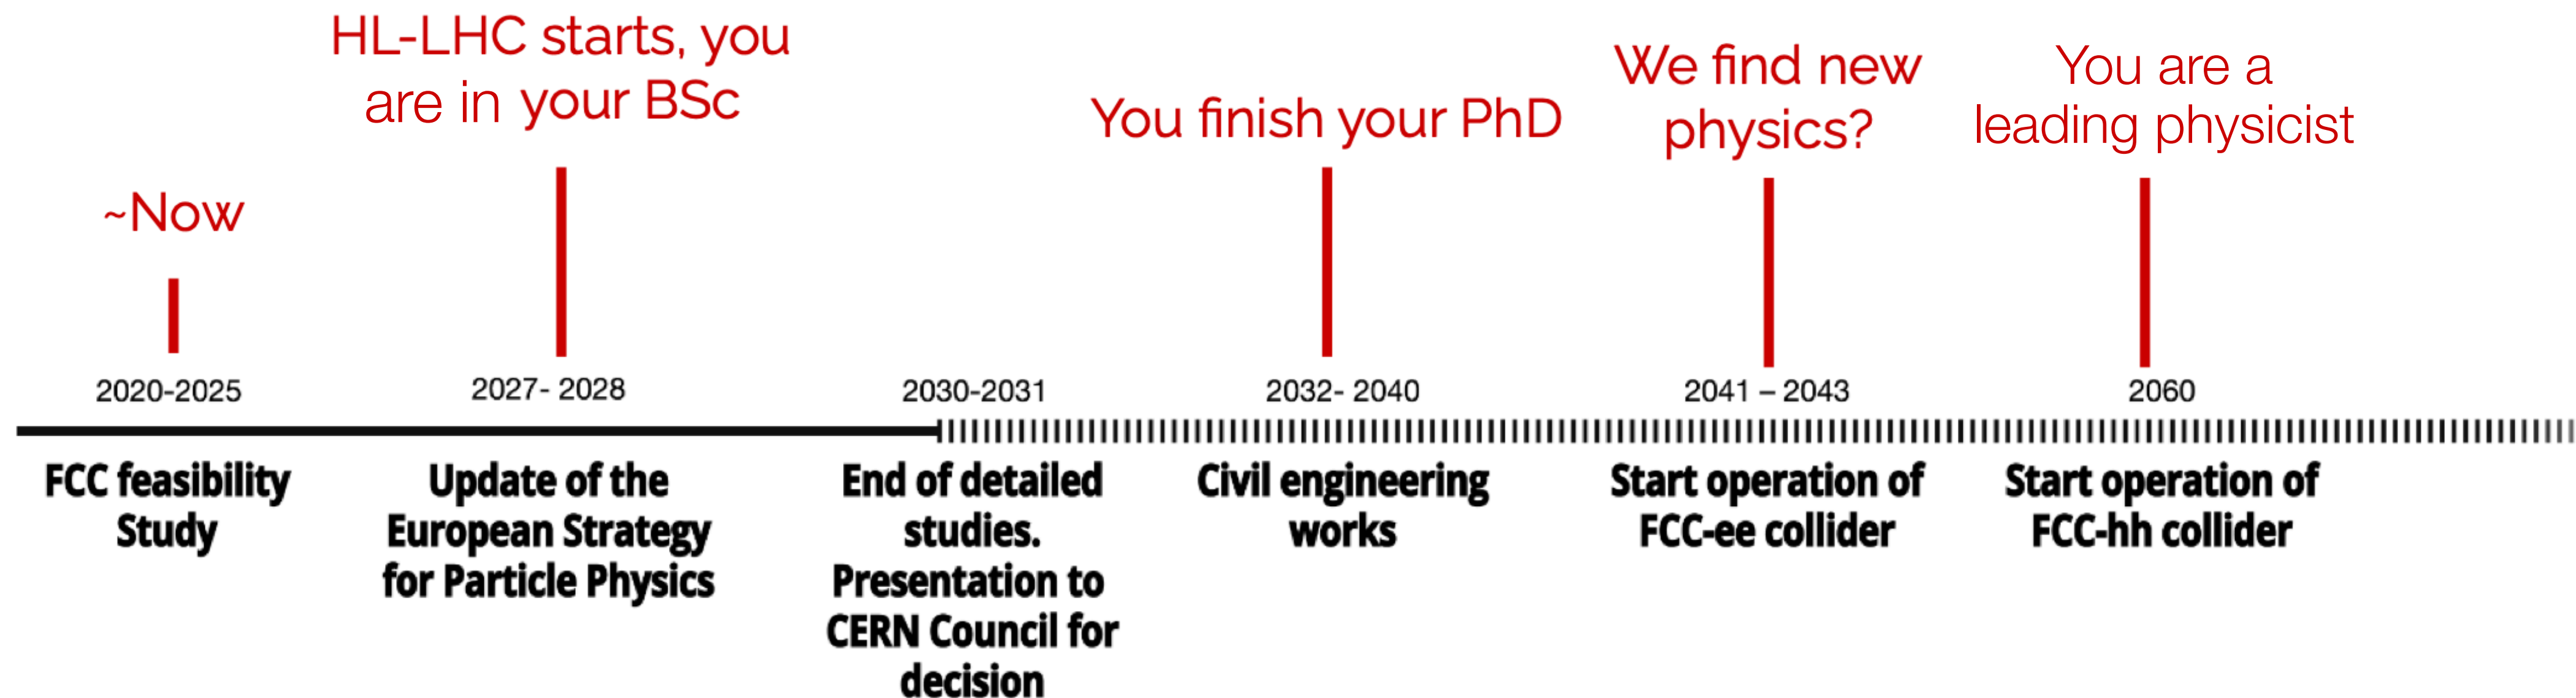 HL-LHC starts, you
are in your BSc
~Now
You finish your PhD
We find new
physics?
You are a
leading physicist
2020-2025
2027- 2028
2030-2031
2032- 2040
2041 – 2043
2060
FCC feasibility
Study
Update of the
European Strategy
for Particle Physics
End of detailed
studies.
Presentation to
CERN Council for
decision
Civil engineering
works
Start operation of
FCC-ee collider
Start operation of
FCC-hh collider